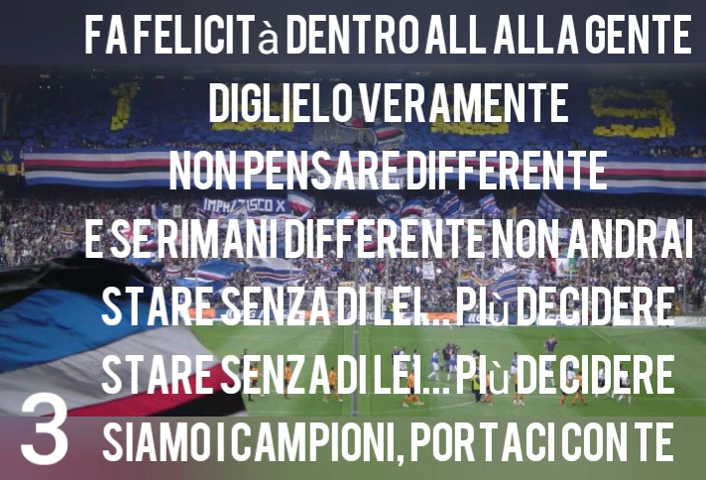 FA FELICITà DENTRO ALL ALLA GENTE
DIGLIELO VERAMENTE
NON PENSARE DIFFERENTE
E SE RIMANI DIFFERENTE NON ANDRAI
STARE SENZA DI LEI... PIù DECIDERE
STARE SENZA DI LEI... PIù DECIDERE
3 SIAMO I CAMPIONI, PORTACI CON TE